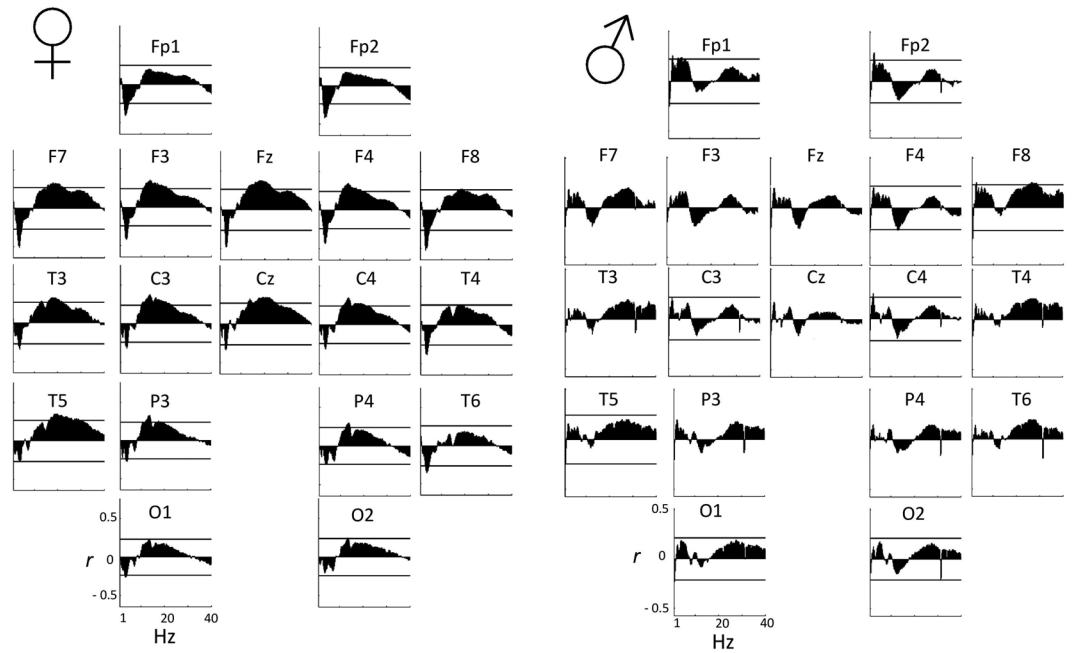 ♀
Fp1 Fp2
F7 F3 Fz F4 F8
T3 C3 Cz C4 T4
T5 P3 P4 T6
O1 O2
0.5
r 0
- 0.5
1 20 40
Hz
♂
Fp1 Fp2
F7 F3 Fz F4 F8
T3 C3 Cz C4 T4
T5 P3 P4 T6
O1 O2
0.5
r 0
- 0.5
1 20 40
Hz